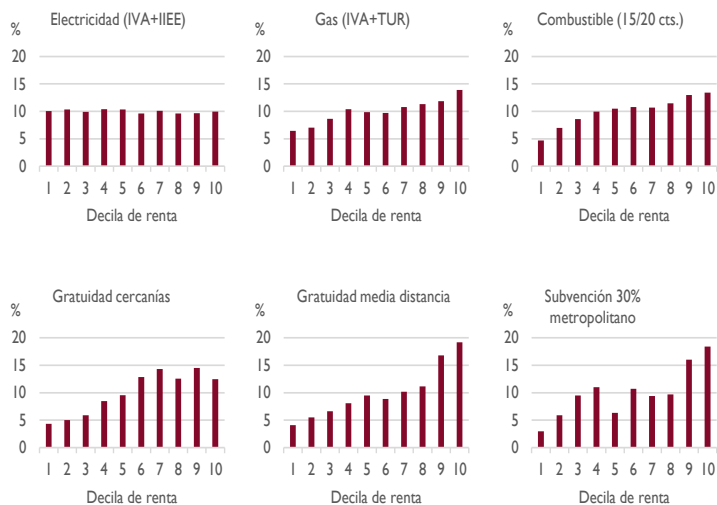 Electricidad (IVA+IIEE)
%
20
15
10
5
0
1 2 3 4 5 6 7 8 9 10
Decila de renta
Gas (IVA+TUR)
%
20
15
10
5
0
1 2 3 4 5 6 7 8 9 10
Decila de renta
Combustible (15/20 cts.)
%
20
15
10
5
0
1 2 3 4 5 6 7 8 9 10
Decila de renta
Gratuidad cercanías
%
20
15
10
5
0
1 2 3 4 5 6 7 8 9 10
Decila de renta
Gratuidad media distancia
%
20
15
10
5
0
1 2 3 4 5 6 7 8 9 10
Decila de renta
Subvención 30%
metropolitano
%
20
15
10
5
0
1 2 3 4 5 6 7 8 9 10
Decila de renta